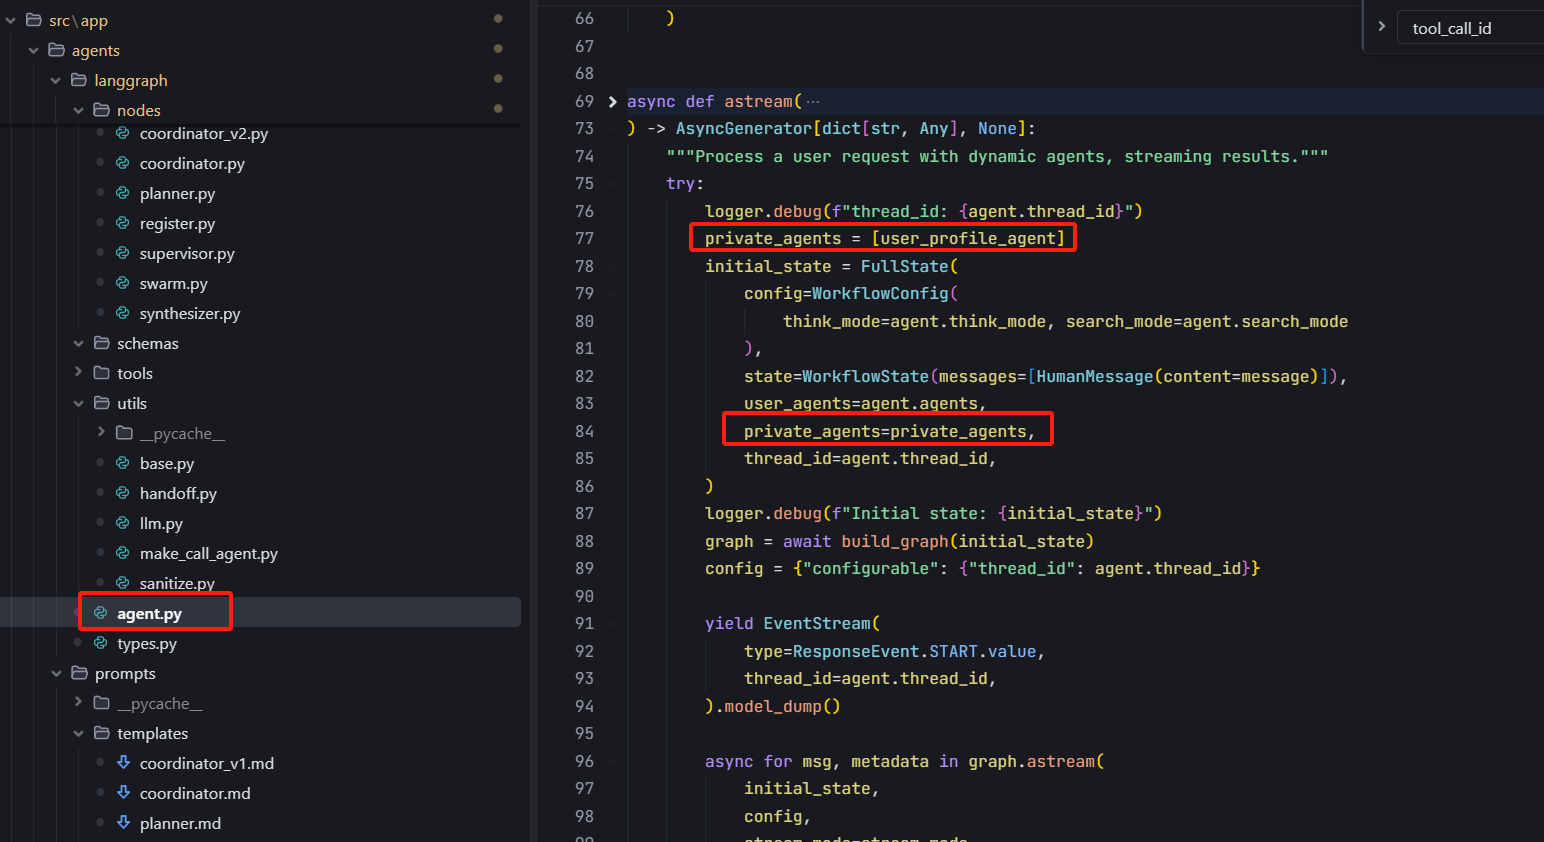 src\app
agents
langgraph
nodes
coordinator_v2.py
coordinator.py
planner.py
register.py
supervisor.py
swarm.py
synthesizer.py
schemas
tools
utils
__pycache__
base.py
handoff.py
llm.py
make_call_agent.py
sanitize.py
agent.py
types.py
prompts
__pycache__
templates
coordinator_v1.md
coordinator.md
planner.md
tool_call_id
66 )
67
68
69 async def astream(···
73 ) -> AsyncGenerator[dict[str, Any], None]:
74 """Process a user request with dynamic agents, streaming results."""
75 try:
76 logger.debug(f"thread_id: {agent.thread_id}")
77 private_agents = [user_profile_agent]
78 initial_state = FullState(
79 config=WorkflowConfig(
80 think_mode=agent.think_mode, search_mode=agent.search_mode
81 ),
82 state=WorkflowState(messages=[HumanMessage(content=message)]),
83 user_agents=agent.agents,
84 private_agents=private_agents,
85 thread_id=agent.thread_id,
86 )
87 logger.debug(f"Initial state: {initial_state}")
88 graph = await build_graph(initial_state)
89 config = {"configurable": {"thread_id": agent.thread_id}}
90
91 yield EventStream(
92 type=ResponseEvent.START.value,
93 thread_id=agent.thread_id,
94 ).model_dump()
95
96 async for msg, metadata in graph.astream(
97 initial_state,
98 config,